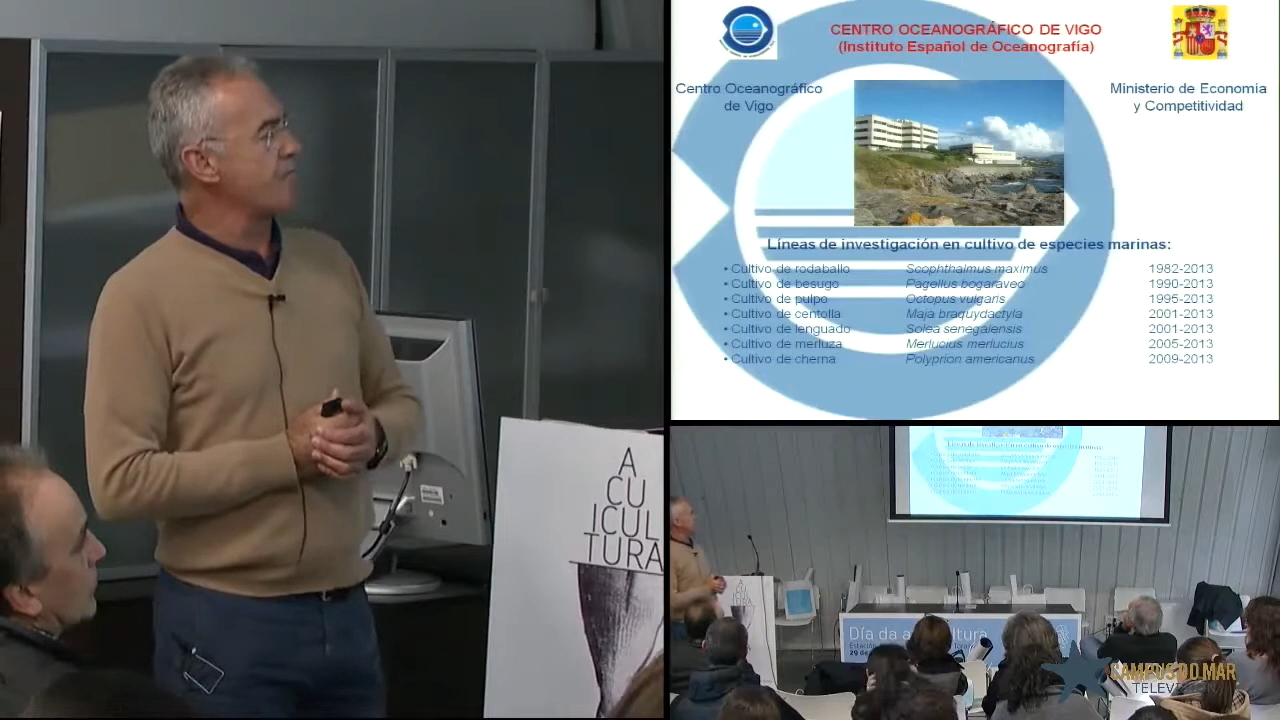 CENTRO OCEANOGRÁFICO DE VIGO
(Instituto Español de Oceanografía)
Centro Oceanográfico
de Vigo
Ministerio de Economía
y Competitividad
Líneas de investigación en cultivo de especies marinas:
• Cultivo de rodaballo Scophthalmus maximus 1982-2013
• Cultivo de besugo Pagellus bogaraveo 1990-2013
• Cultivo de pulpo Octopus vulgaris 1995-2013
• Cultivo de centolla Maja braquydactyla 2001-2013
• Cultivo de lenguado Solea senegalensis 2001-2013
• Cultivo de merluza Merlucius merlucius 2005-2013
• Cultivo de cherna Polyprion americanus 2009-2013
A
CU
ICUL
TURA
A
CU
ICUL
TURA
Día da
CAMPUS DO MAR